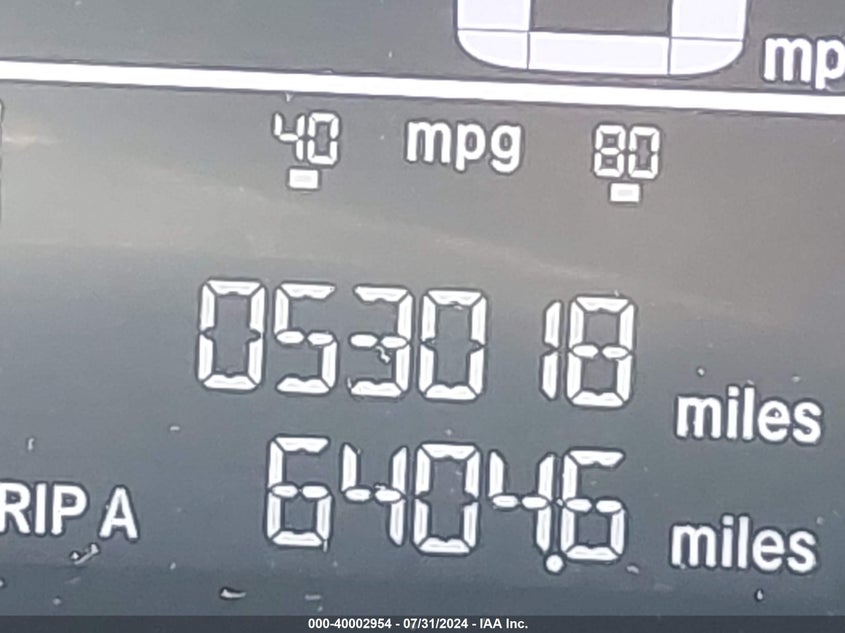 mp
40 mpg 80
053018 miles
RIP A 6404.6 miles
000-40002954 - 07/31/2024 - IAA Inc.